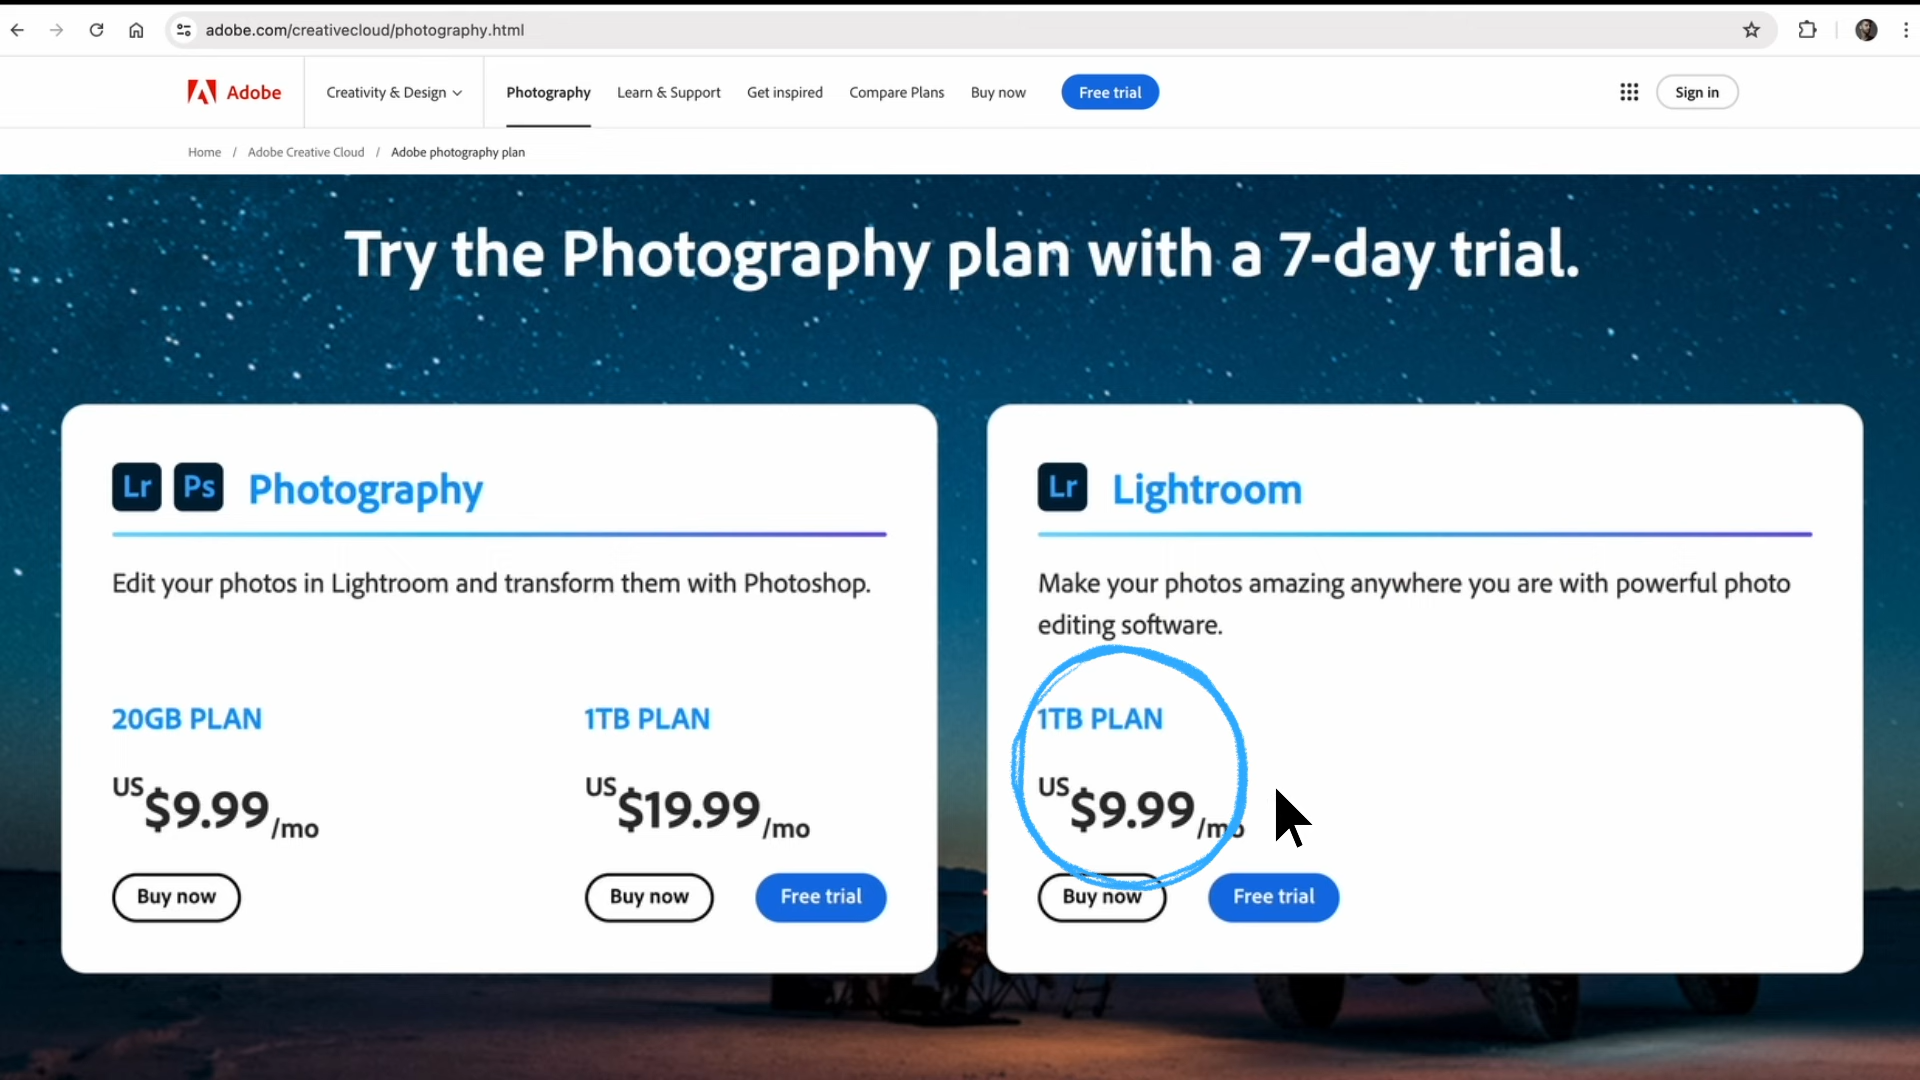 adobe.com/creativecloud/photography.html
Adobe
Creativity & Design
Photography
Learn & Support
Get inspired
Compare Plans
Buy now
Free trial
Sign in
Home / Adobe Creative Cloud / Adobe photography plan
Try the Photography plan with a 7-day trial.
Lr Ps Photography
Edit your photos in Lightroom and transform them with Photoshop.
20GB PLAN
US$9.99/mo
Buy now
1TB PLAN
US$19.99/mo
Buy now
Free trial
Lr Lightroom
Make your photos amazing anywhere you are with powerful photo
editing software.
1TB PLAN
US$9.99/mo
Buy now
Free trial